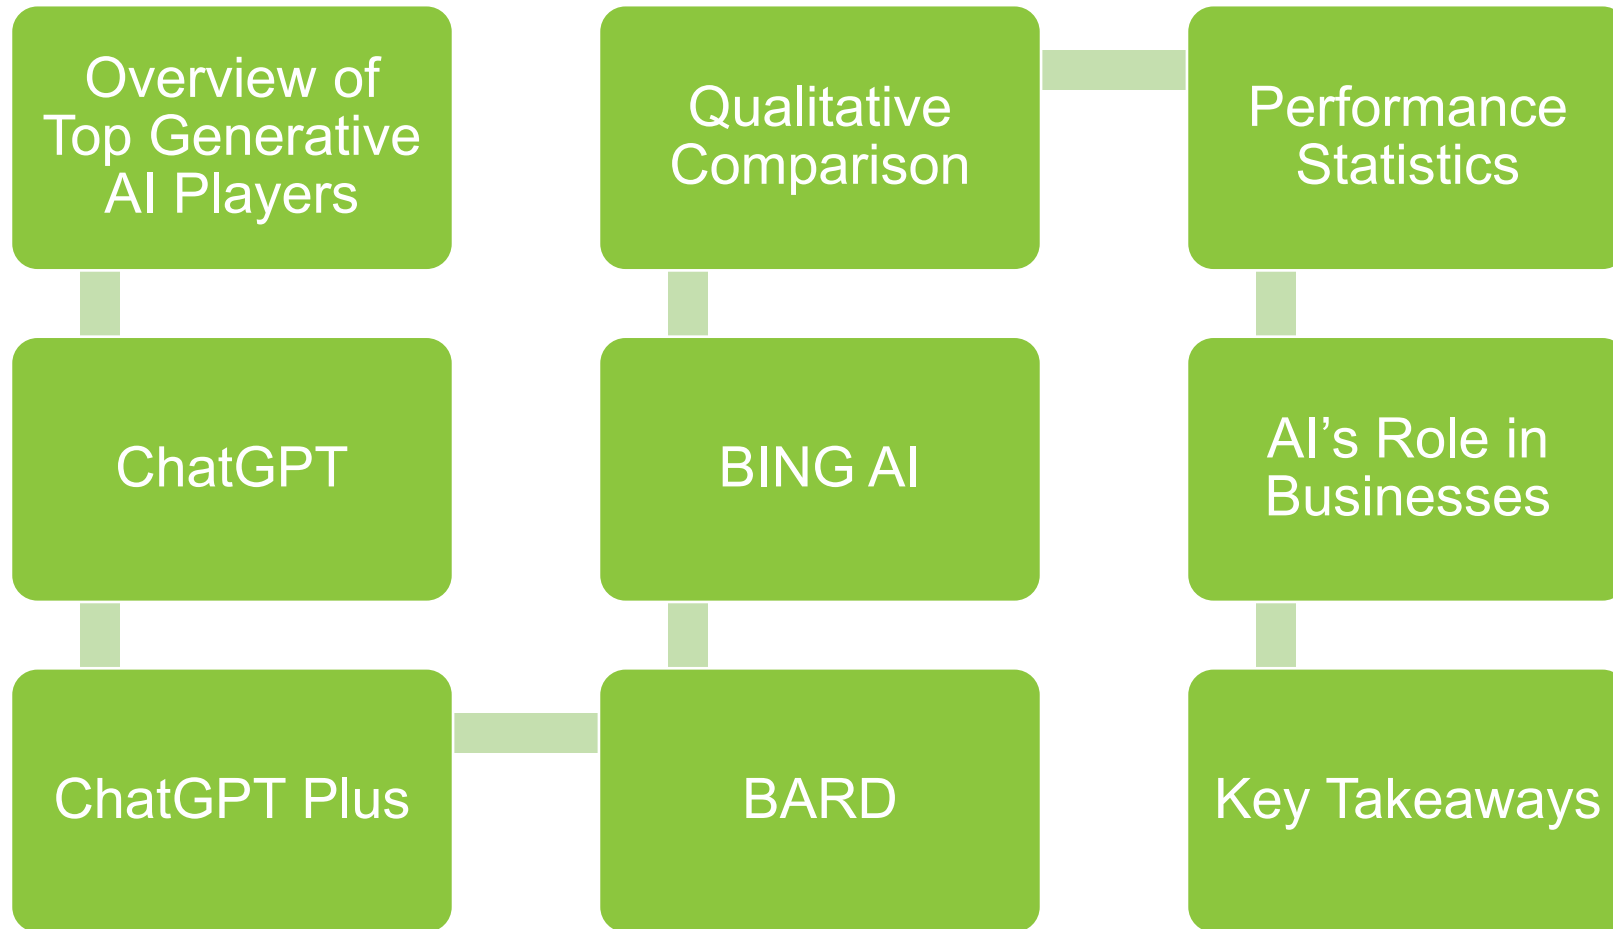 Overview of
Top Generative
AI Players
ChatGPT
ChatGPT Plus
BARD
BING AI
Qualitative
Comparison
Performance
Statistics
AI’s Role in
Businesses
Key Takeaways